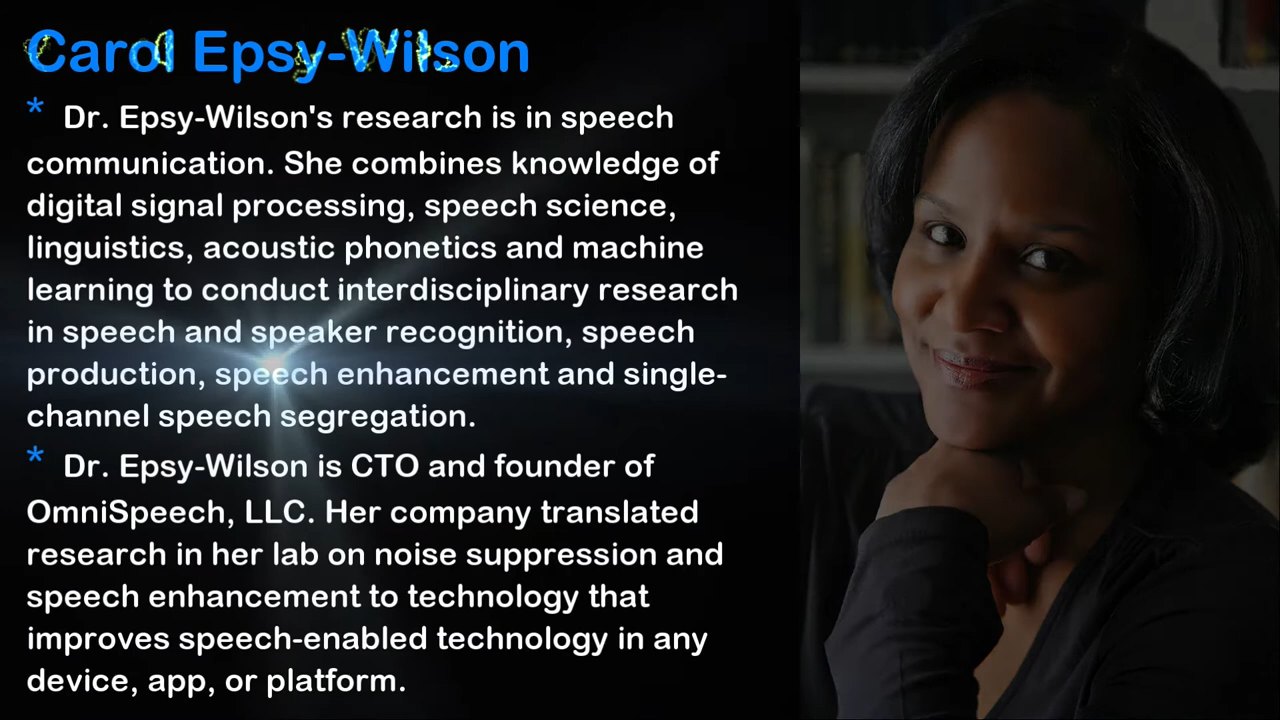 Carol Epsy-Wilson
* Dr. Epsy-Wilson's research is in speech
communication. She combines knowledge of
digital signal processing, speech science,
linguistics, acoustic phonetics and machine
learning to conduct interdisciplinary research
in speech and speaker recognition, speech
production, speech enhancement and single-
channel speech segregation.
* Dr. Epsy-Wilson is CTO and founder of
OmniSpeech, LLC. Her company translated
research in her lab on noise suppression and
speech enhancement to technology that
improves speech-enabled technology in any
device, app, or platform.